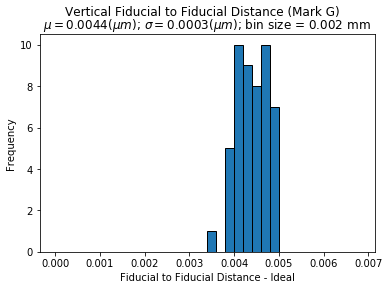 Vertical Fiducial to Fiducial Distance (Mark G)
μ = 0.0044(μm); σ = 0.0003(μm); bin size = 0.002 mm
10
8
6
4
2
0
Frequency
0.000 0.001 0.002 0.003 0.004 0.005 0.006 0.007
Fiducial to Fiducial Distance - Ideal